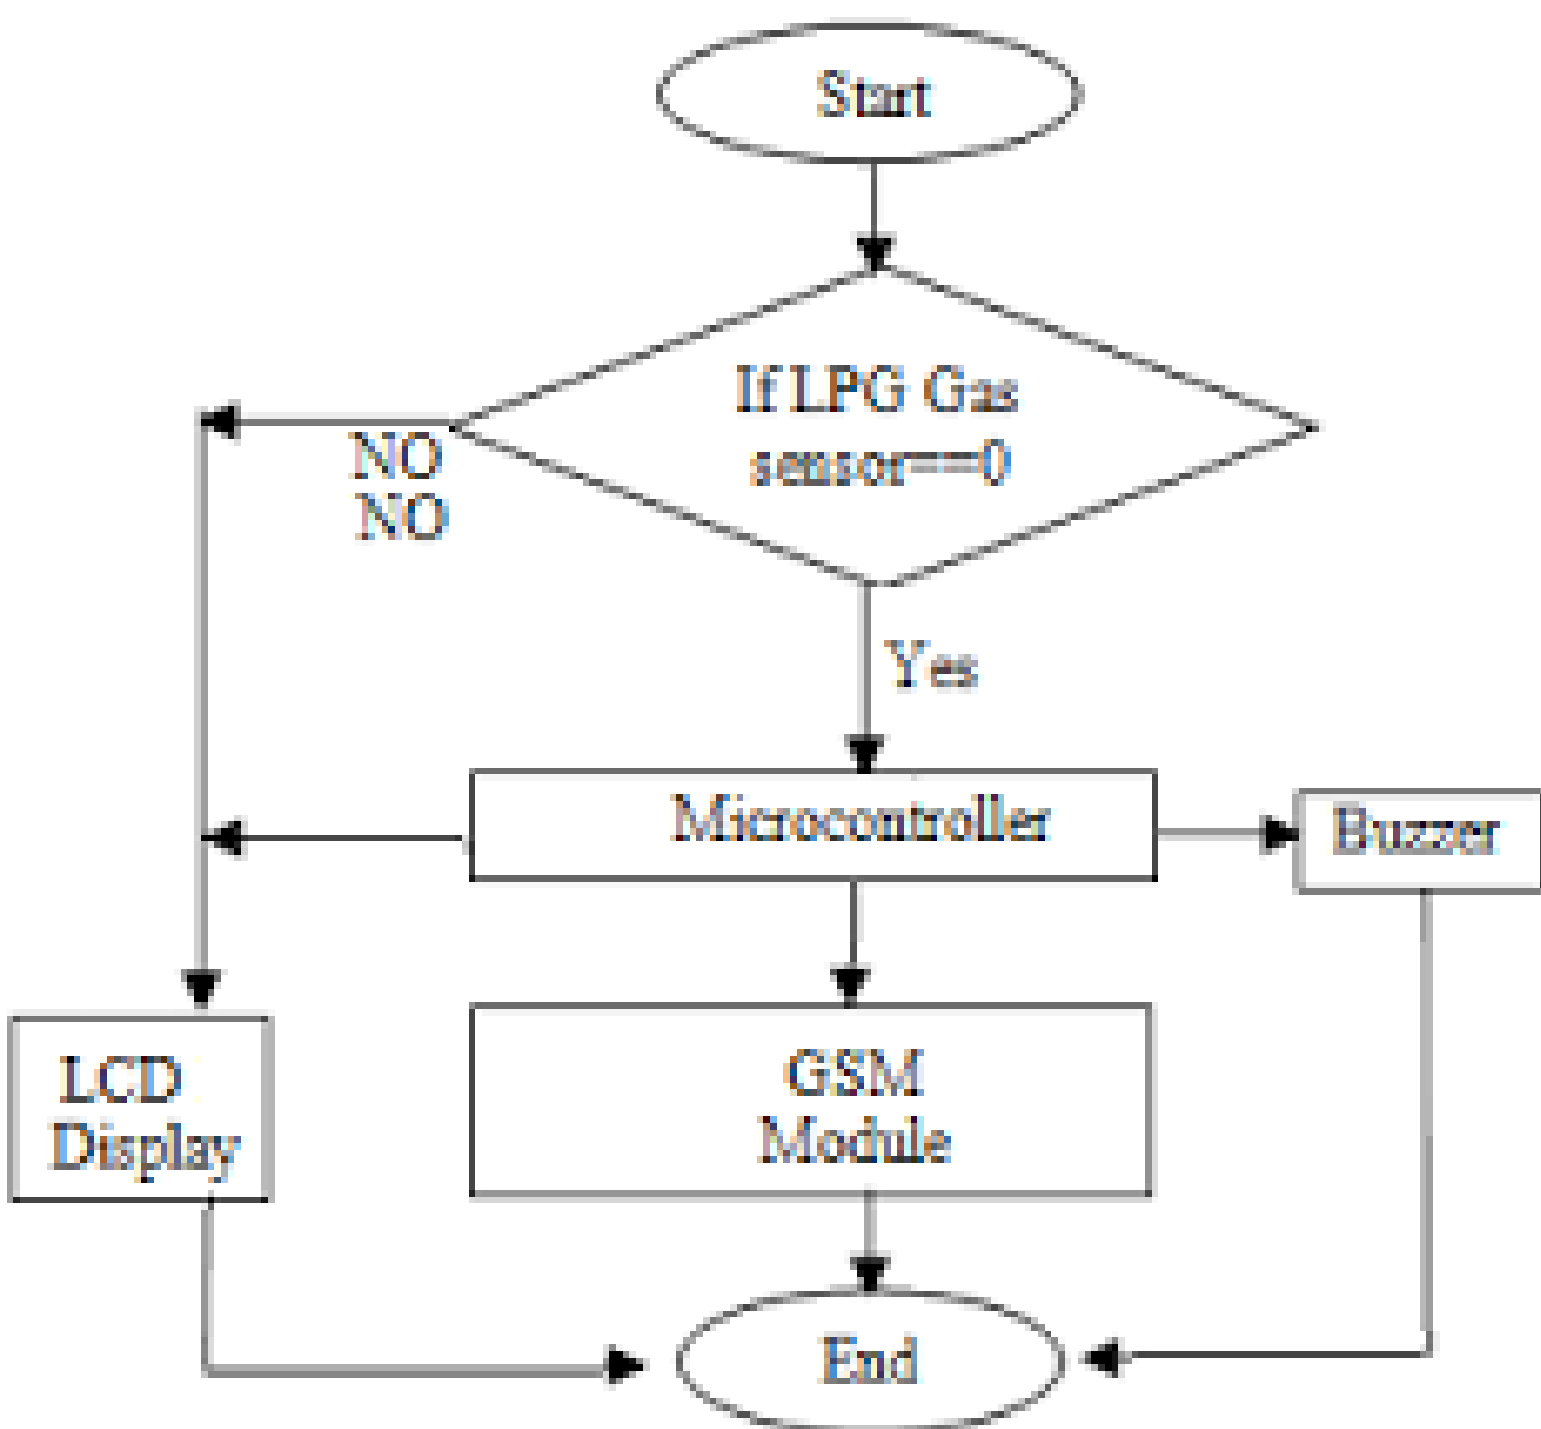 Start
If LPG Gas
sensor==0
NO
NO
Yes
Microcontroller
Buzzer
LCD
Display
GSM
Module
End